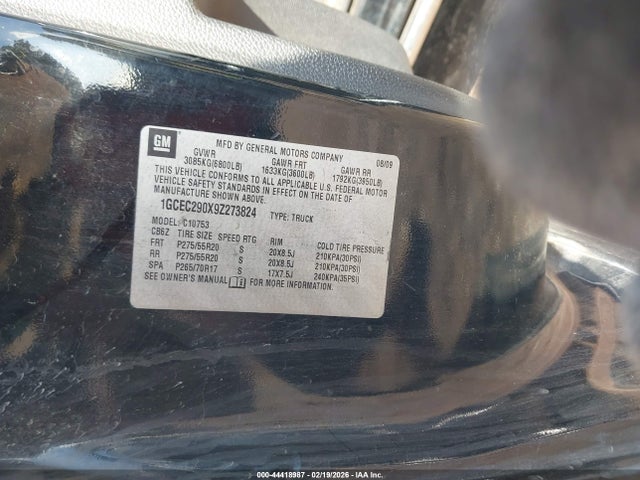 GM
MFD BY GENERAL MOTORS COMPANY 08/09
GVWR GAWR FRT GAWR RR
3085KG(6800LB) 1633KG(3600LB) 1792KG(3950LB)
THIS VEHICLE CONFORMS TO ALL APPLICABLE U.S. FEDERAL MOTOR
VEHICLE SAFETY STANDARDS IN EFFECT ON THE DATE OF
MANUFACTURE SHOWN ABOVE.
1GCEC290X9Z273824 TYPE: TRUCK
MODEL: C10753
CB6Z TIRE SIZE SPEED RTG RIM COLD TIRE PRESSURE
FRT P275/55R20 S 20X8.5J 210KPA(30PSI)
RR P275/55R20 S 20X8.5J 210KPA(30PSI)
SPA P265/70R17 S 17X7.5J 240KPA(35PSI)
SEE OWNER'S MANUAL FOR MORE INFORMATION.
000-44418987 - 02/19/2026 - IAA Inc.